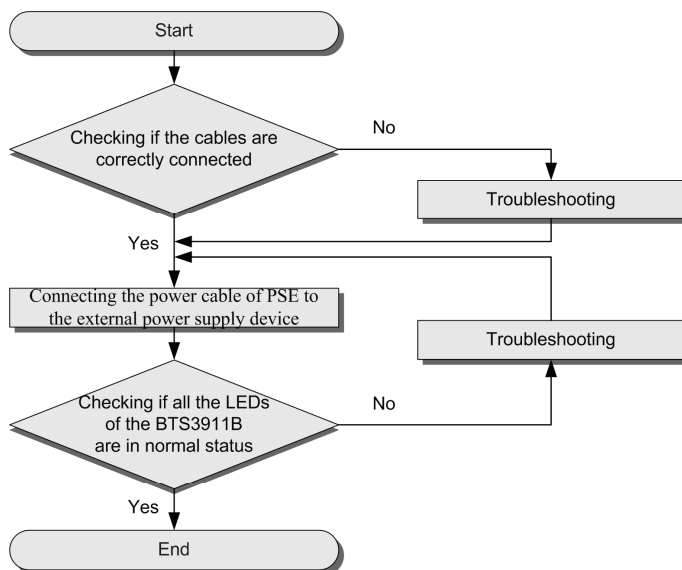 Start
Checking if the cables are
correctly connected
No
Troubleshooting
Yes
Connecting the power cable of PSE to
the external power supply device
Troubleshooting
Checking if all the LEDs
of the BTS3911B
are in normal status
No
Yes
End